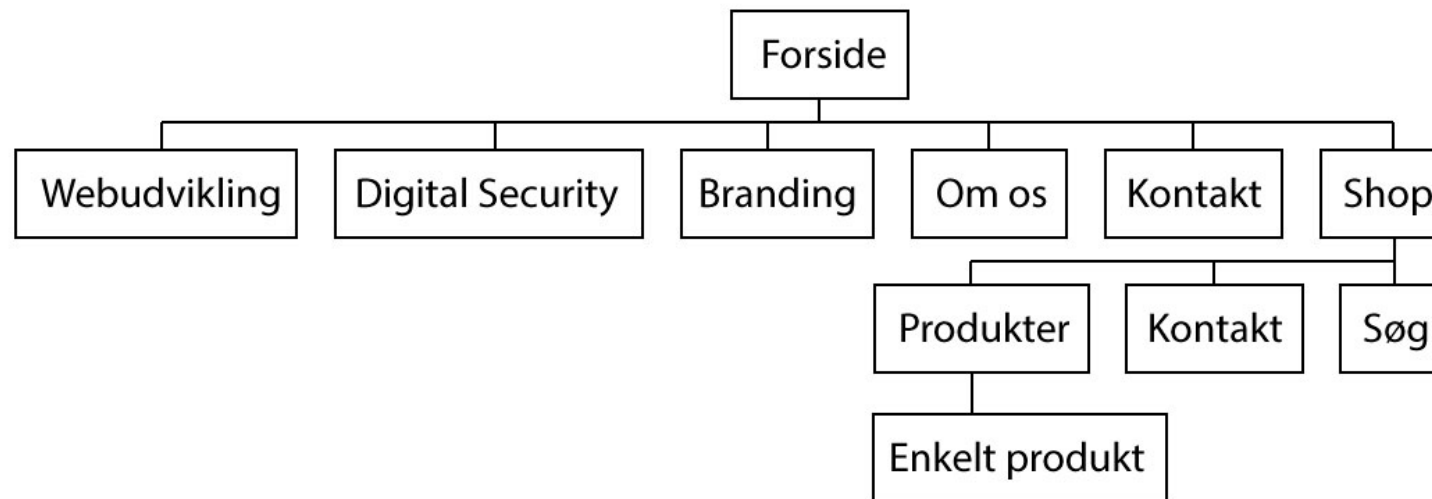 Forside
Webudvikling
Digital Security
Branding
Om os
Kontakt
Shop
Produkter
Kontakt
Søg
Enkelt produkt